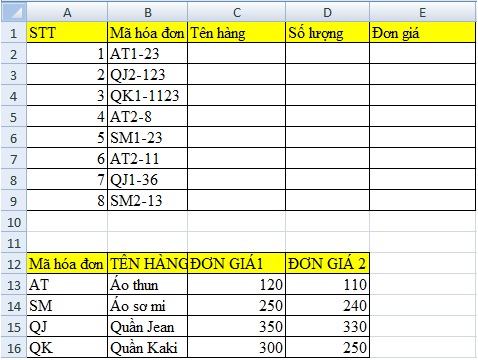 A B C D E
1 STT Mã hóa đơn Tên hàng Số lượng Đơn giá
2 1 AT1-23
3 2 QJ2-123
4 3 QK1-1123
5 4 AT2-8
6 5 SM1-23
7 6 AT2-11
8 7 QJ1-36
9 8 SM2-13
10
11
12 Mã hóa đơn TÊN HÀNG ĐƠN GIÁ1 ĐƠN GIÁ 2
13 AT Áo thun 120 110
14 SM Áo sơ mi 250 240
15 QJ Quần Jean 350 330
16 QK Quần Kaki 300 250